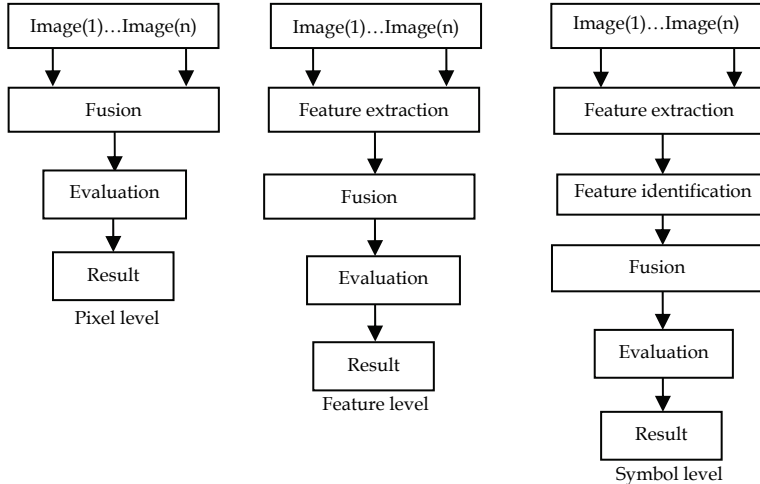 Image(1)…Image(n)
Fusion
Evaluation
Result
Pixel level
Image(1)…Image(n)
Feature extraction
Fusion
Evaluation
Result
Feature level
Image(1)…Image(n)
Feature extraction
Feature identification
Fusion
Evaluation
Result
Symbol level